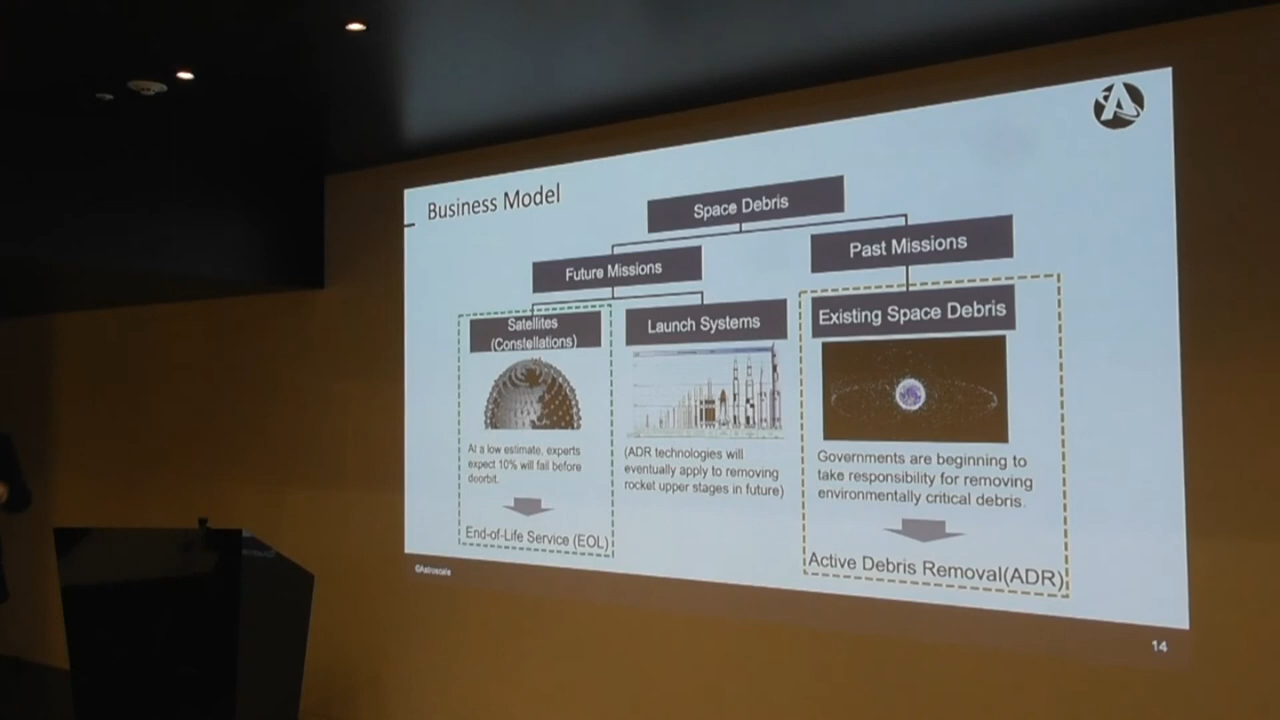 Business Model
Space Debris
Future Missions
Past Missions
Satellites
(Constellations)
Launch Systems
Existing Space Debris
At a low estimate, experts
expect 10% will fail before
deorbit.
(ADR technologies will
eventually apply to removing
rocket upper stages in future)
Governments are beginning to
take responsibility for removing
environmentally critical debris.
End-of-Life Service (EOL)
Active Debris Removal(ADR)
©Astroscale
14